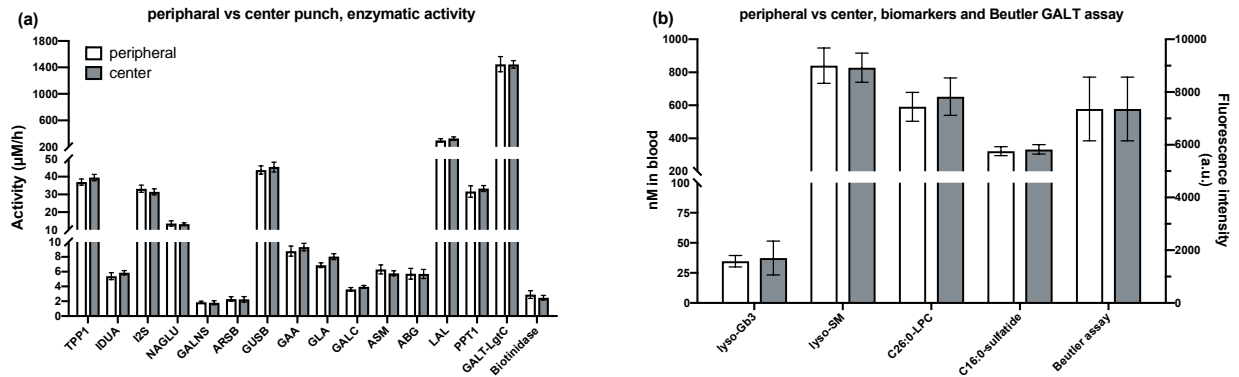 (a)
peripharal vs center punch, enzymatic activity
Activity (µM/h)
1800
1400
1000
600
200
50
40
30
20
10
10
8
6
4
2
0
peripheral
center
TPP1
IDUA
I2S
NAGLU
GALNS
ARSB
GUSB
GAA
GLA
GALC
ASM
ABG
LAL
PPT1
GALT-LgtC
Biotinidase
(b)
peripheral vs center, biomarkers and Beutler GALT assay
nM in blood
1000
800
600
400
200
100
75
50
25
0
10000
8000
6000
4000
2000
0
Fluorescence intensity
(a.u)
lyso-Gb3
lyso-SM
C26:0-LPC
C16:0-sulfatide
Beutler assay